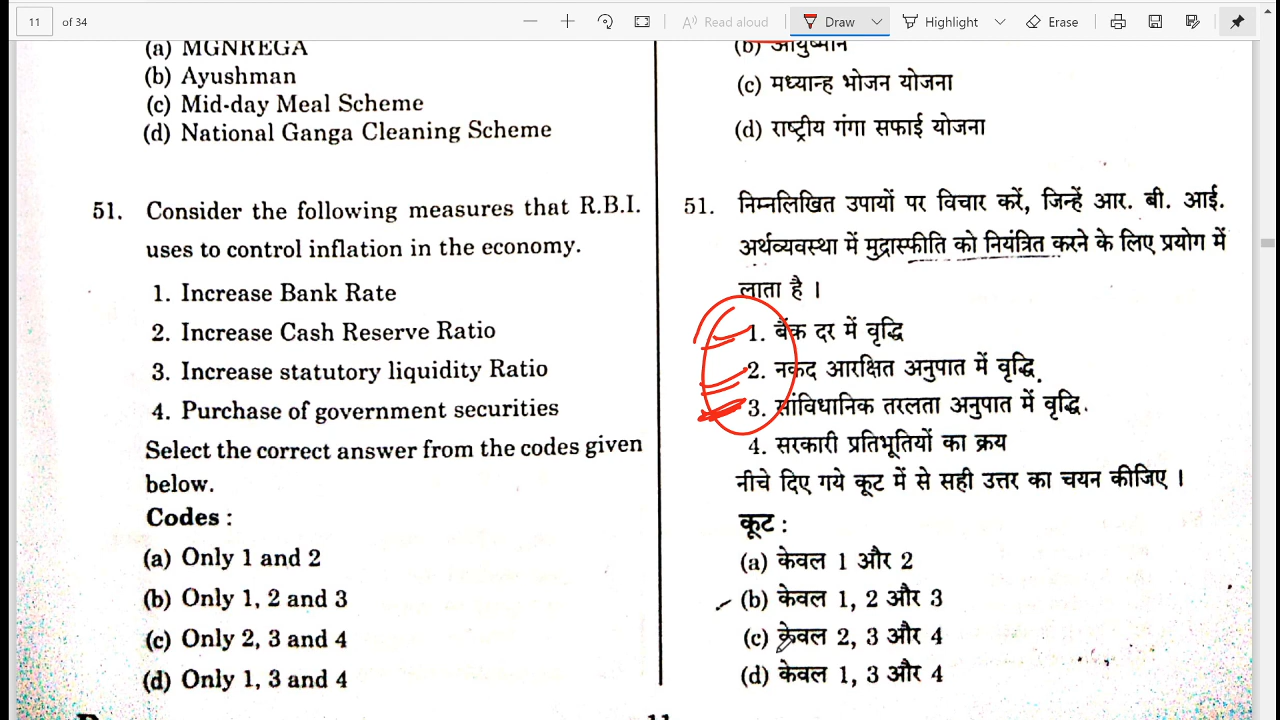 11 of 34 Read aloud Draw Highlight Erase
(a) MGNREGA
(b) Ayushman
(c) Mid-day Meal Scheme
(d) National Ganga Cleaning Scheme
51. Consider the following measures that R.B.I.
uses to control inflation in the economy.
1. Increase Bank Rate
2. Increase Cash Reserve Ratio
3. Increase statutory liquidity Ratio
4. Purchase of government securities
Select the correct answer from the codes given
below.
Codes :
(a) Only 1 and 2
(b) Only 1, 2 and 3
(c) Only 2, 3 and 4
(d) Only 1, 3 and 4
(b) आयुष्मान
(c) मध्यान्ह भोजन योजना
(d) राष्ट्रीय गंगा सफाई योजना
51. निम्नलिखित उपायों पर विचार करें, जिन्हें आर. बी. आई.
अर्थव्यवस्था में मुद्रास्फीति को नियंत्रित करने के लिए प्रयोग में
लाता है ।
1. बैंक दर में वृद्धि
2. नकद आरक्षित अनुपात में वृद्धि.
3. सांविधानिक तरलता अनुपात में वृद्धि.
4. सरकारी प्रतिभूतियों का क्रय
नीचे दिए गये कूट में से सही उत्तर का चयन कीजिए ।
कूट :
(a) केवल 1 और 2
(b) केवल 1, 2 और 3
(c) केवल 2, 3 और 4
(d) केवल 1, 3 और 4